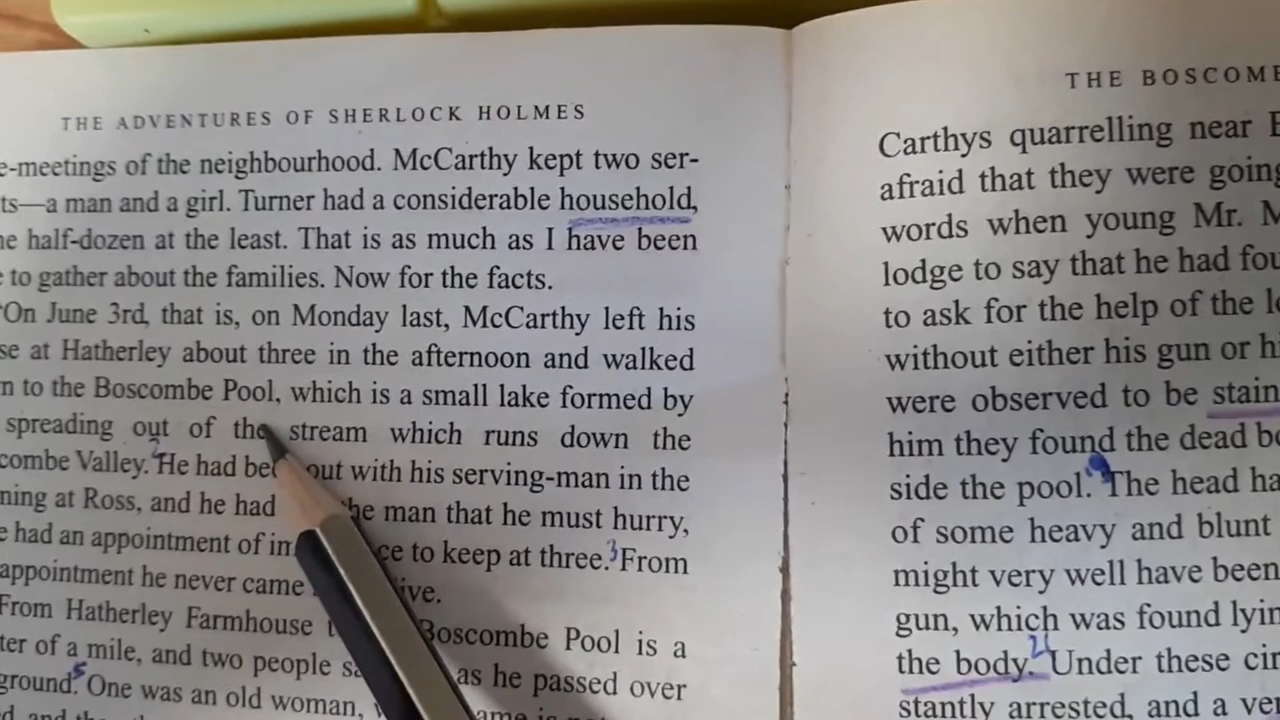 THE ADVENTURES OF SHERLOCK HOLMES
e-meetings of the neighbourhood. McCarthy kept two ser-
ts—a man and a girl. Turner had a considerable household,
he half-dozen at the least. That is as much as I have been
to gather about the families. Now for the facts.
"On June 3rd, that is, on Monday last, McCarthy left his
se at Hatherley about three in the afternoon and walked
n to the Boscombe Pool, which is a small lake formed by
spreading out of the stream which runs down the
combe Valley. He had out with his serving-man in the
ning at Ross, and he had the man that he must hurry,
e had an appointment of ce to keep at three.3 From
appointment he never came ive.
From Hatherley Farmhouse Boscombe Pool is a
ter of a mile, and two people as he passed over
ground.5 One was an old woman,
THE BOSCOM
Carthys quarrelling near
afraid that they were going
words when young Mr. M
lodge to say that he had fou
to ask for the help of the l
without either his gun or hi
were observed to be stain
him they found the dead b
side the pool. The head ha
of some heavy and blunt
might very well have been
gun, which was found lyin
the body. Under these cir
stantly arrested, and a ver